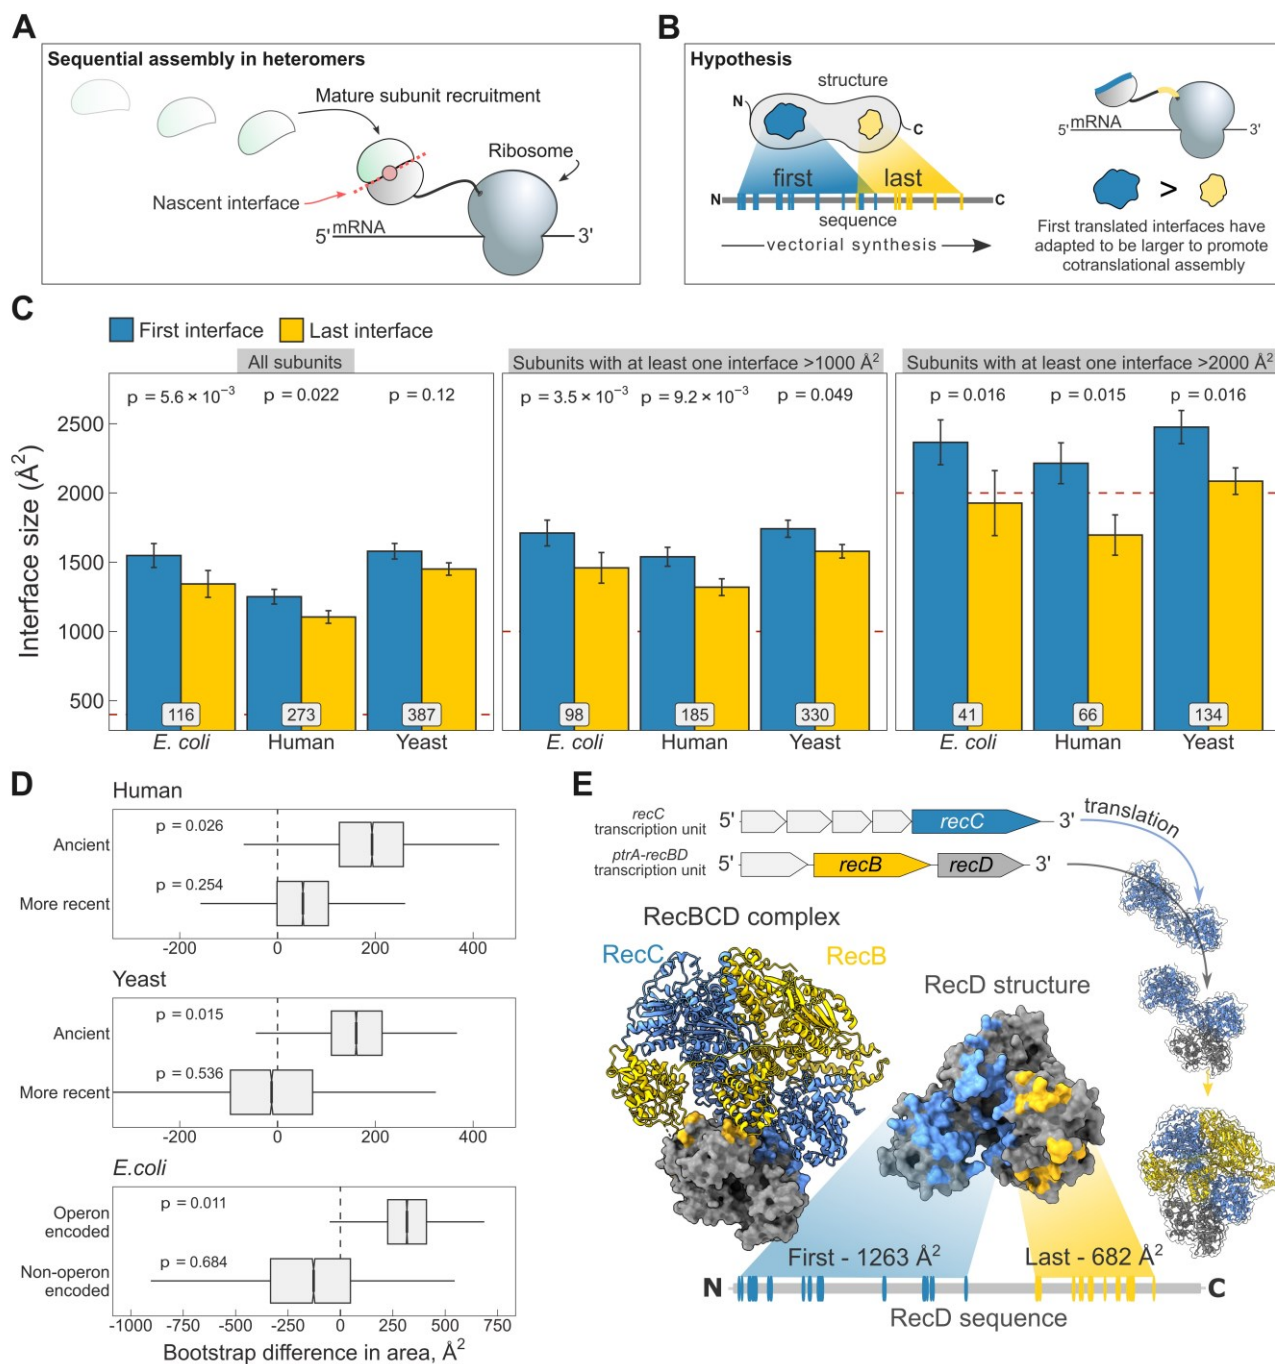 A
Sequential assembly in heteromers
Mature subunit recruitment
Ribosome
Nascent interface
5' mRNA 3'
B
Hypothesis
structure
N
C
first last
N C
sequence
vectorial synthesis
5' mRNA 3'
>
First translated interfaces have
adapted to be larger to promote
cotranslational assembly
C
First interface Last interface
All subunits
Subunits with at least one interface >1000 Å²
Subunits with at least one interface >2000 Å²
p = 5.6 × 10⁻³ p = 0.022 p = 0.12
p = 3.5 × 10⁻³ p = 9.2 × 10⁻³ p = 0.049
p = 0.016 p = 0.015 p = 0.016
Interface size (Å²)
2500
2000
1500
1000
500
116 273 387
98 185 330
41 66 134
E. coli Human Yeast
E. coli Human Yeast
E. coli Human Yeast
D
Human
Ancient
p = 0.026
More recent
p = 0.254
-200 0 200 400
Yeast
Ancient
p = 0.015
More recent
p = 0.536
-200 0 200 400
E.coli
Operon
encoded
p = 0.011
Non-operon
encoded
p = 0.684
-1000 -750 -500 -250 0 250 500 750
Bootstrap difference in area, Å²
E
recC
transcription unit
5' recC 3'
translation
ptrA-recBD
transcription unit
5' recB recD 3'
RecBCD complex
RecC
RecB
RecD structure
First - 1263 Å²
Last - 682 Å²
N C
RecD sequence